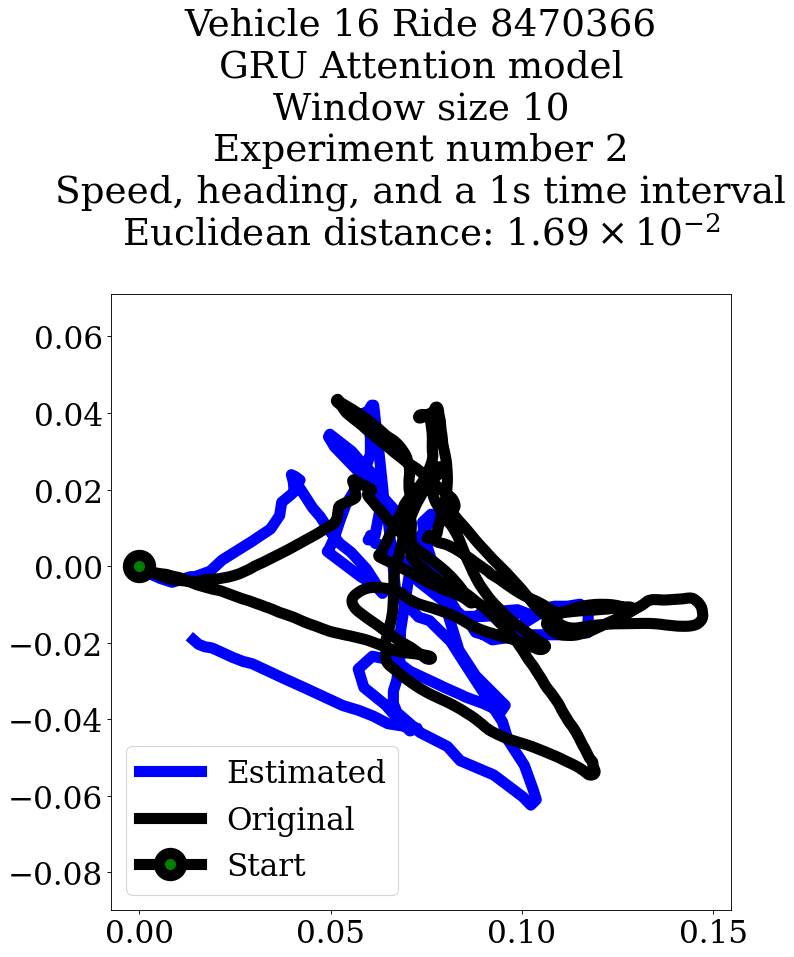 Vehicle 16 Ride 8470366
GRU Attention model
Window size 10
Experiment number 2
Speed, heading, and a 1s time interval
Euclidean distance: 1.69 × 10⁻²
0.06
0.04
0.02
0.00
−0.02
−0.04
−0.06
−0.08
Estimated
Original
Start
0.00 0.05 0.10 0.15